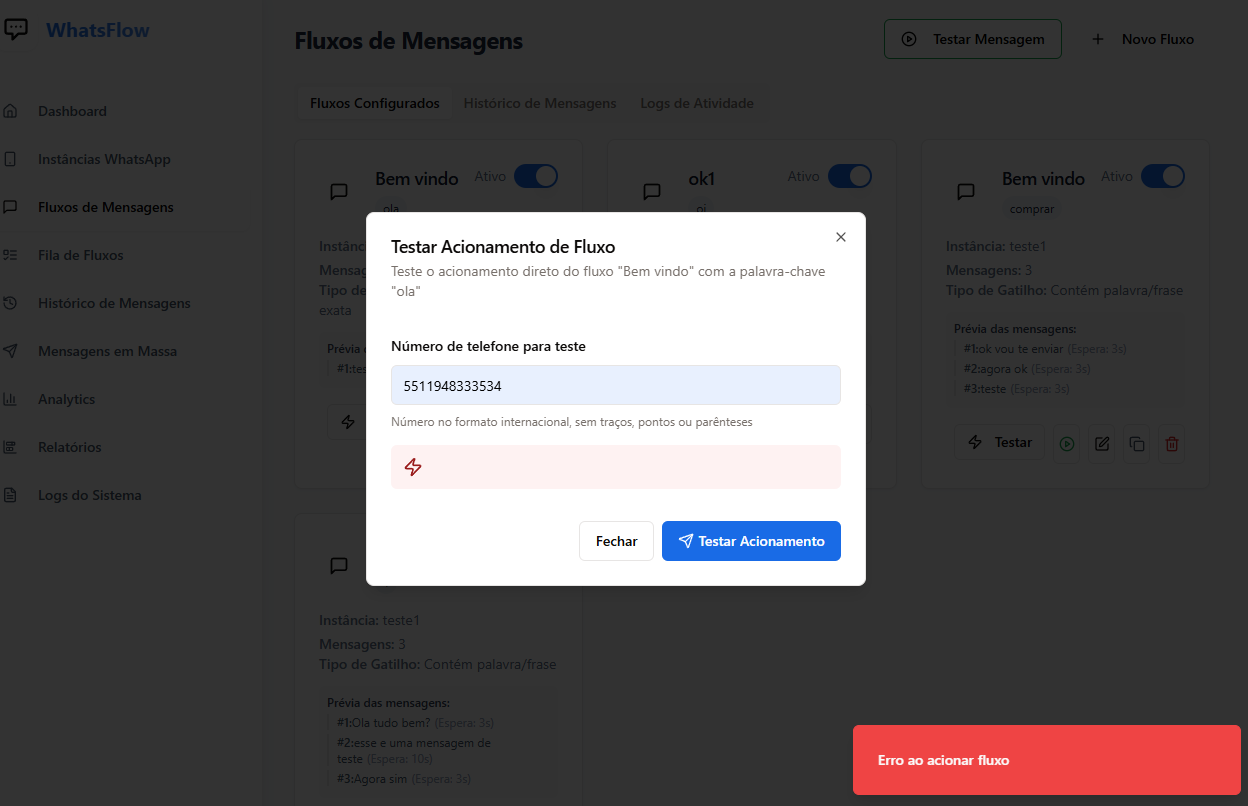 WhatsFlow
Dashboard
Instâncias WhatsApp
Fluxos de Mensagens
Fila de Fluxos
Histórico de Mensagens
Mensagens em Massa
Analytics
Relatórios
Logs do Sistema
Fluxos de Mensagens
Testar Mensagem
Novo Fluxo
Fluxos Configurados
Histórico de Mensagens
Logs de Atividade
Bem vindo
Ativo
ola
exata
ok1
Ativo
oi
Bem vindo
Ativo
comprar
Instância: teste1
Mensagens: 3
Tipo de Gatilho: Contém palavra/frase
Prévia das mensagens:
#1:ok vou te enviar (Espera: 3s)
#2:agora ok (Espera: 3s)
#3:teste (Espera: 3s)
Testar
Testar Acionamento de Fluxo
Teste o acionamento direto do fluxo "Bem vindo" com a palavra-chave
"ola"
Número de telefone para teste
5511948333534
Número no formato internacional, sem traços, pontos ou parênteses
Fechar
Testar Acionamento
Instância: teste1
Mensagens: 3
Tipo de Gatilho: Contém palavra/frase
Prévia das mensagens:
#1:Ola tudo bem? (Espera: 3s)
#2:esse e uma mensagem de
teste (Espera: 10s)
#3:Agora sim (Espera: 3s)
Erro ao acionar fluxo